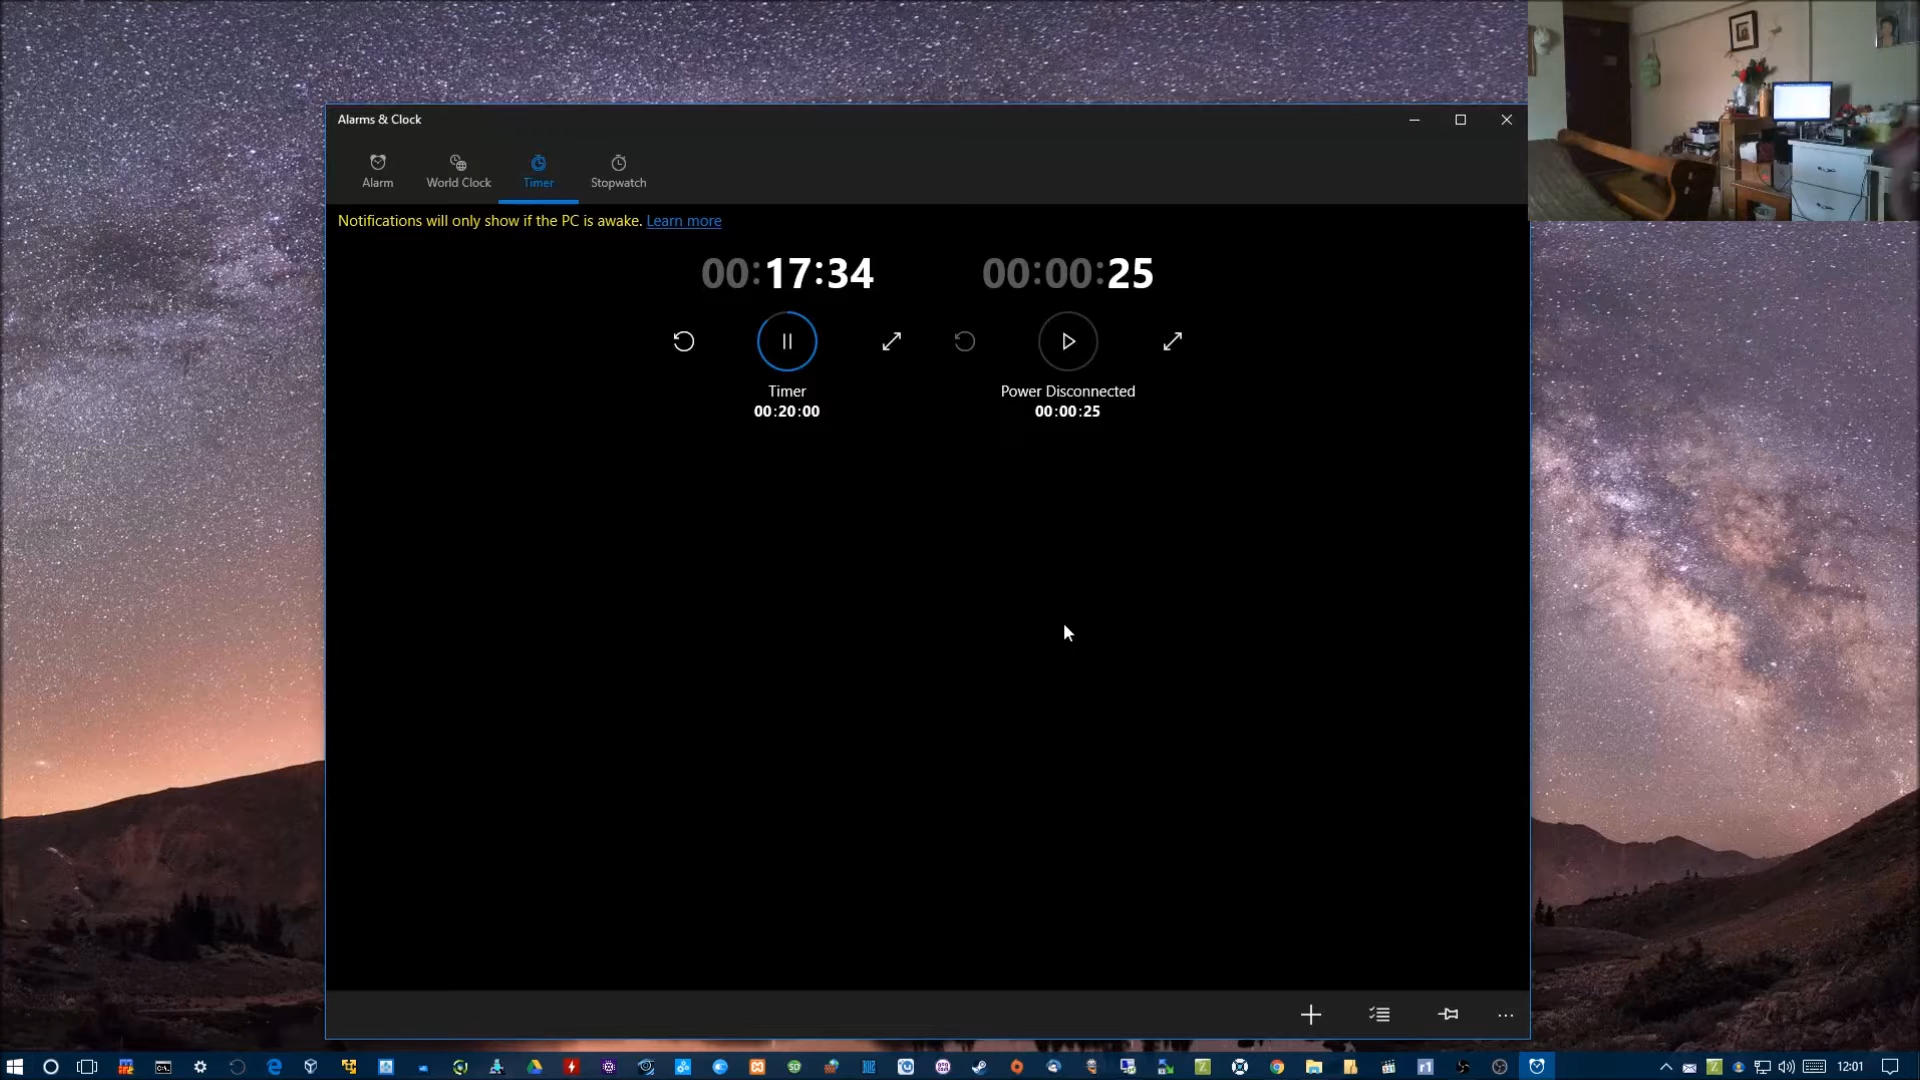 Alarms & Clock
Alarm
World Clock
Timer
Stopwatch
Notifications will only show if the PC is awake. Learn more
00:17:34
00:00:25
Timer
00:20:00
Power Disconnected
00:00:25
12:01